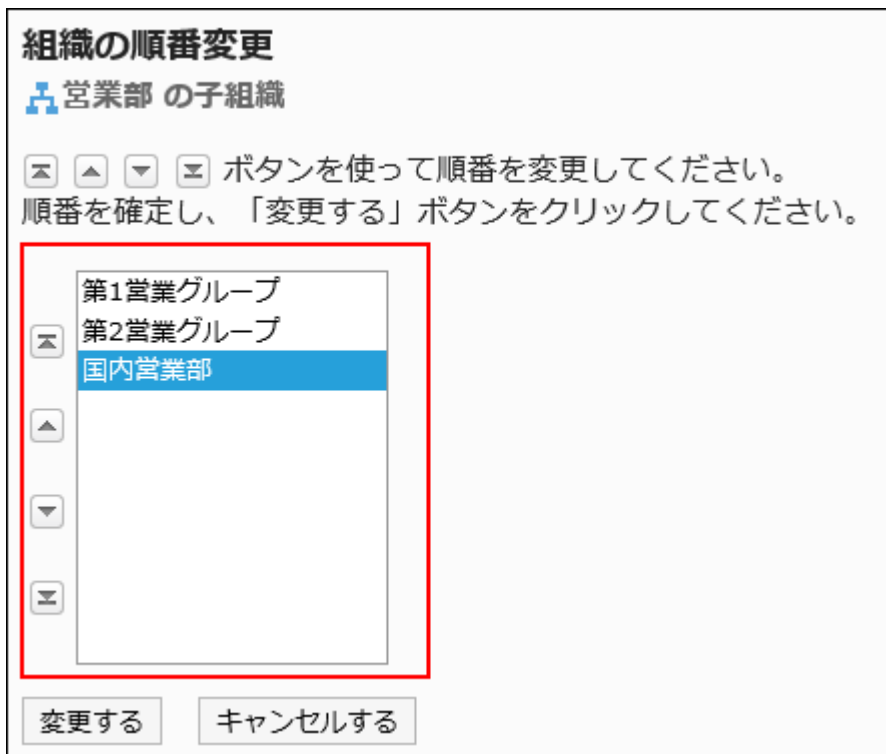 組織の順番変更
営業部 の子組織
ボタンを使って順番を変更してください。
順番を確定し、「変更する」ボタンをクリックしてください。
第1営業グループ
第2営業グループ
国内営業部
変更する
キャンセルする